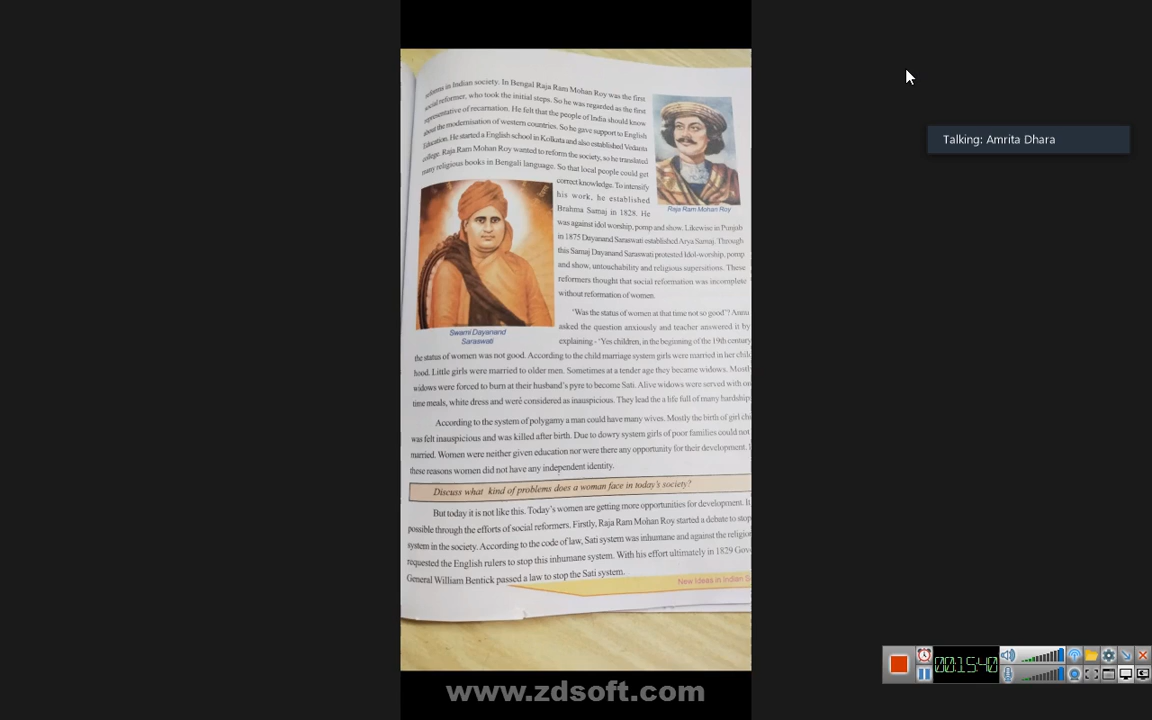 reforms in Indian society. In Bengal Raja Ram Mohan Roy was the first
social reformer, who took the initial steps. So he was regarded as the first
representative of recarnation. He felt that the people of India should know
about the modernisation of western countries. So he gave support to English
Education. He started a English school in Kolkata and also established Vedanta
college. Raja Ram Mohan Roy wanted to reform the society, so he translated
many religious books in Bengali language. So that local people could get
correct knowledge. To intensify
his work, he established
Brahma Samaj in 1828. He
Raja Ram Mohan Roy
was against idol worship, pomp and show. Likewise in Punjab
in 1875 Dayanand Saraswati established Arya Samaj. Through
this Samaj Dayanand Saraswati protested Idol-worship, pomp
and show, untouchability and religious superstitions. These
reformers thought that social reformation was incomplete
without reformation of women.
Swami Dayanand
Saraswati
'Was the status of women at that time not so good'? Annu
asked the question anxiously and teacher answered it by
explaining - 'Yes children, in the beginning of the 19th century
the status of women was not good. According to the child marriage system girls were married in her child
hood. Little girls were married to older men. Sometimes at a tender age they became widows. Mostly
widows were forced to burn at their husband's pyre to become Sati. Alive widows were served with on
time meals, white dress and were considered as inauspicious. They lead the a life full of many hardship
According to the system of polygamy a man could have many wives. Mostly the birth of girl ch
was felt inauspicious and was killed after birth. Due to dowry system girls of poor families could not
married. Women were neither given education nor were there any opportunity for their development.
these reasons women did not have any independent identity.
Discuss what kind of problems does a woman face in today's society?
But today it is not like this. Today's women are getting more opportunities for development. It
possible through the efforts of social reformers. Firstly, Raja Ram Mohan Roy started a debate to stop
system in the society. According to the code of law, Sati system was inhumane and against the religio
requested the English rulers to stop this inhumane system. With his effort ultimately in 1829 Gov
General William Bentick passed a law to stop the Sati system.
New Ideas in Indian S
Talking: Amrita Dhara
00:15:40
www.zdsoft.com